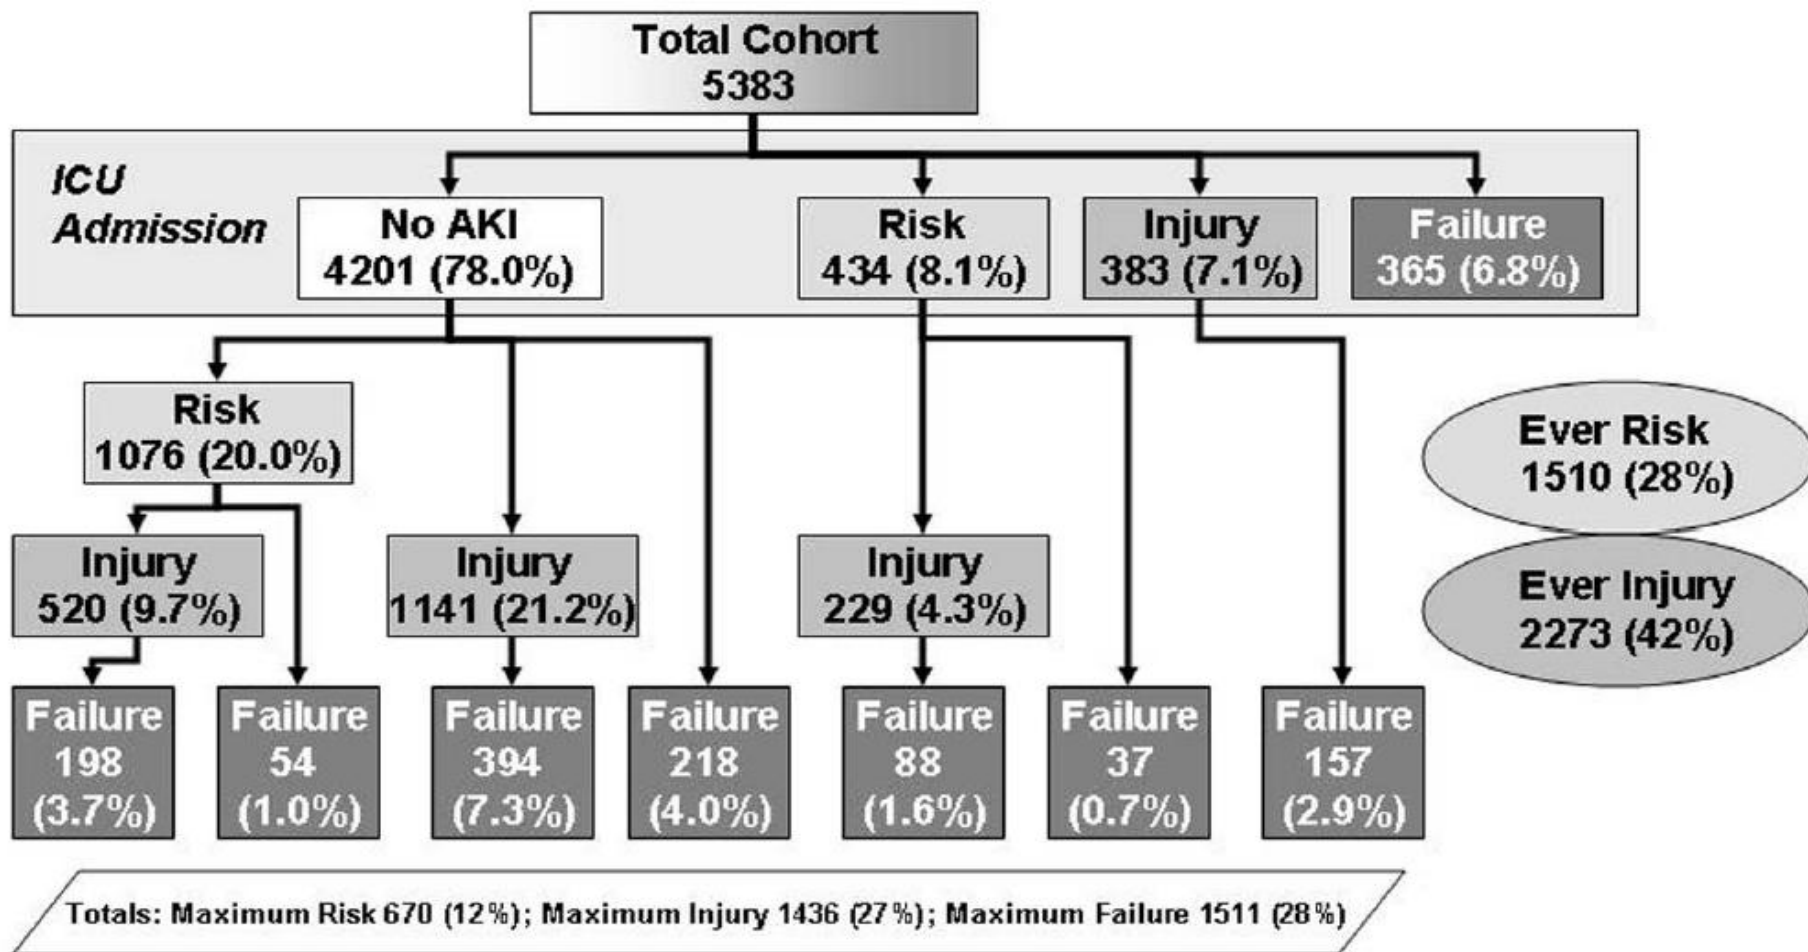 Total Cohort
5383
ICU
Admission
No AKI
4201 (78.0%)
Risk
434 (8.1%)
Injury
383 (7.1%)
Failure
365 (6.8%)
Risk
1076 (20.0%)
Ever Risk
1510 (28%)
Injury
520 (9.7%)
Injury
1141 (21.2%)
Injury
229 (4.3%)
Ever Injury
2273 (42%)
Failure
198
(3.7%)
Failure
54
(1.0%)
Failure
394
(7.3%)
Failure
218
(4.0%)
Failure
88
(1.6%)
Failure
37
(0.7%)
Failure
157
(2.9%)
Totals: Maximum Risk 670 (12%); Maximum Injury 1436 (27%); Maximum Failure 1511 (28%)